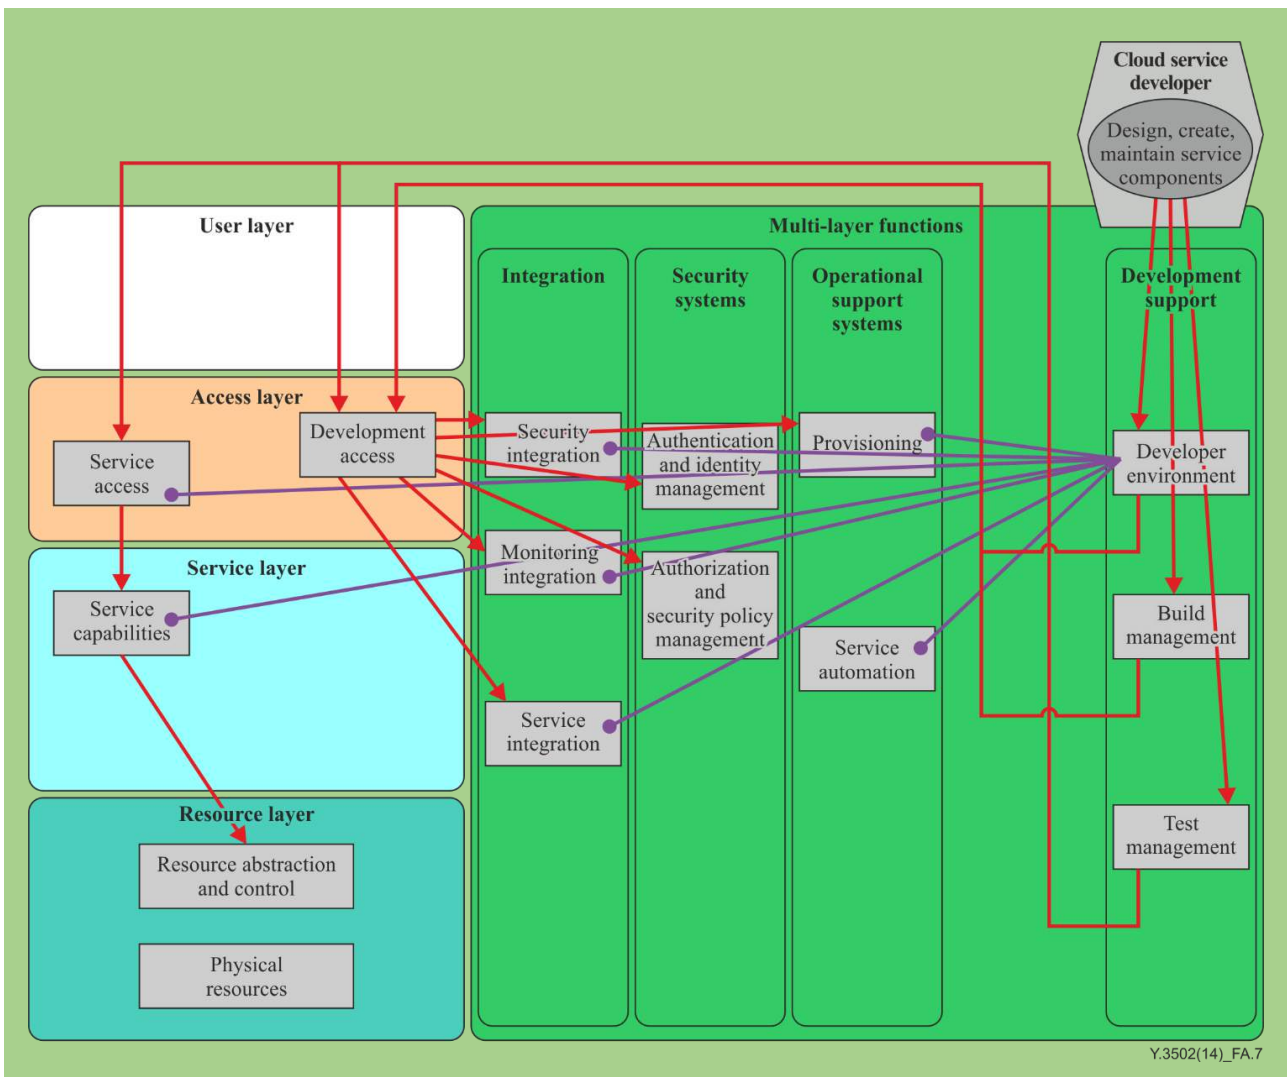 Cloud service
developer
Design, create,
maintain service
components
User layer
Multi-layer functions
Integration
Security
systems
Operational
support
systems
Development
support
Access layer
Service
access
Development
access
Security
integration
Authentication
and identity
management
Provisioning
Developer
environment
Service layer
Service
capabilities
Monitoring
integration
Authorization
and
security policy
management
Build
management
Service
automation
Service
integration
Resource layer
Resource abstraction
and control
Test
management
Physical
resources
Y.3502(14)_FA.7